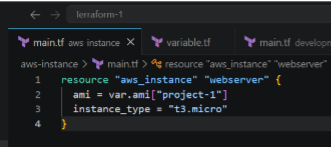 terraform-1
main.tf aws instance
variable.tf
main.tf developm
aws-instance > main.tf > resource "aws_instance" "webserver" {
1 resource "aws_instance" "webserver" {
2 ami = var.ami["project-1"]
3 instance_type = "t3.micro"
4 }